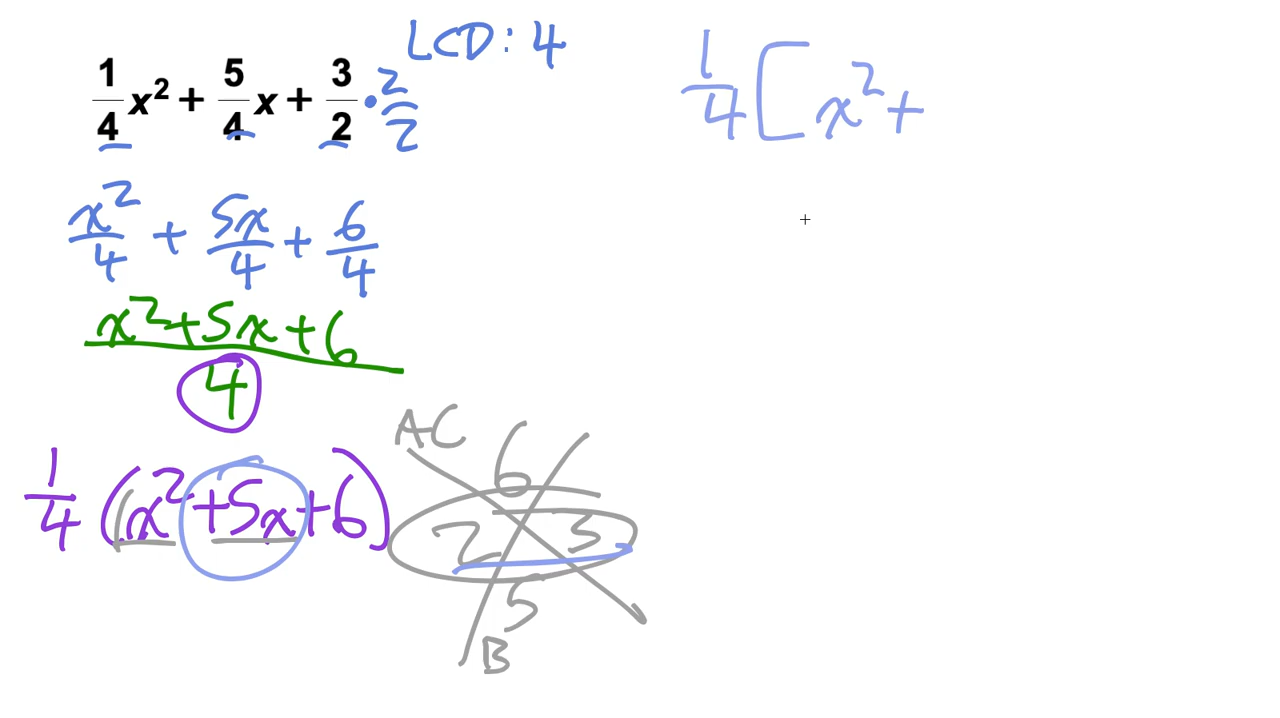 LCD: 4
1/4 x² + 5/4 x + 3/2 · 2/2
x²/4 + 5x/4 + 6/4
x²+5x+6
4
1/4 (1x²+5x+6)
AC
6
2 3
5
B
1/4 [ x² +